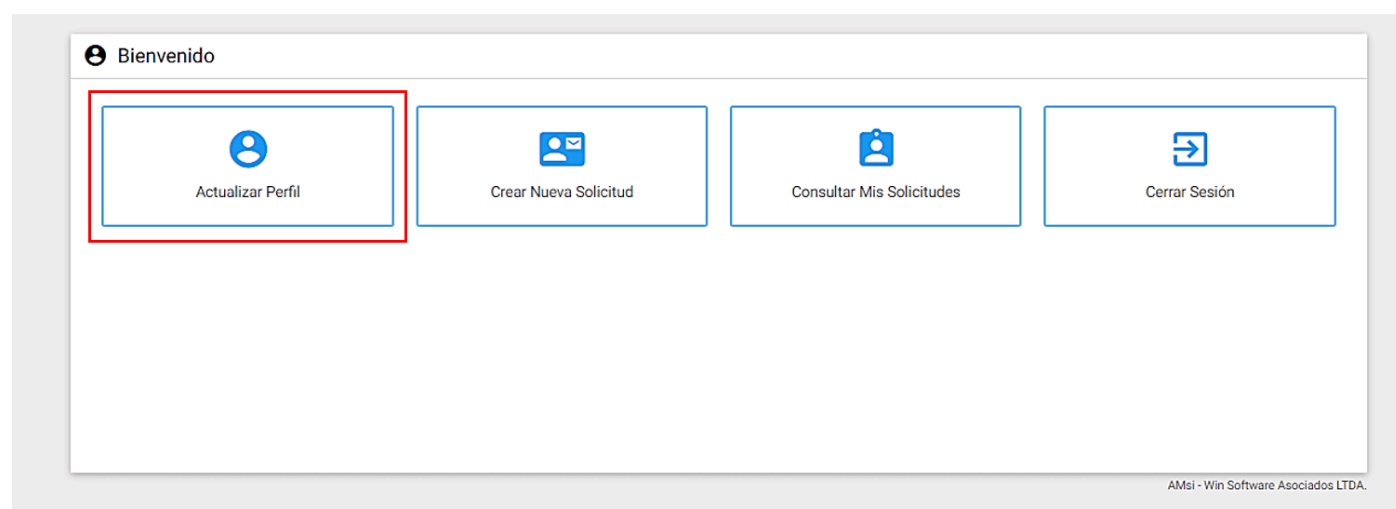 Bienvenido
Actualizar Perfil
Crear Nueva Solicitud
Consultar Mis Solicitudes
Cerrar Sesión
AMsi - Win Software Asociados LTDA.